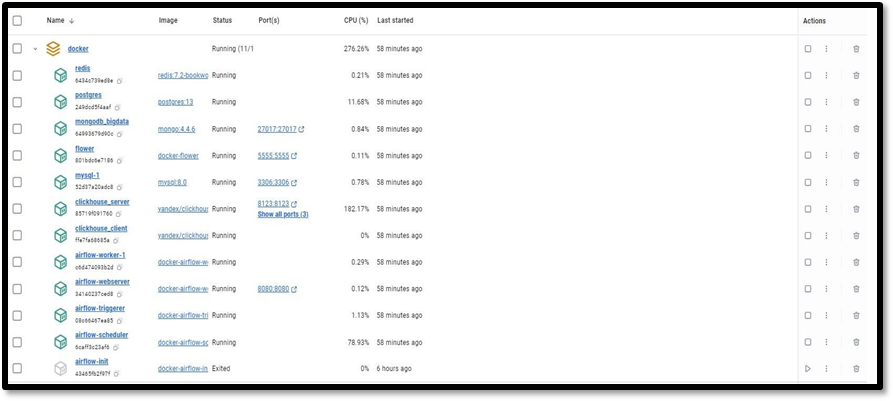 Name ↓ Image Status Port(s) CPU (%) Last started Actions
docker Running (11/1 276.26% 58 minutes ago
redis
redis:7.2-bookwo Running 0.21% 58 minutes ago
6434c739ed8e
postgres
postgres:13 Running 11.68% 58 minutes ago
249dcd5f4aaf
mongodb_bigdata
mongo:4.4.6 Running 27017:27017 0.84% 58 minutes ago
64993679d90c
flower
docker-flower Running 5555:5555 0.11% 58 minutes ago
801bdc6e7186
mysql-1
mysql:8.0 Running 3306:3306 0.78% 58 minutes ago
52d37a20adc8
clickhouse_server
yandex/clickhou Running 8123:8123 182.17% 58 minutes ago
85719f091760 Show all ports (3)
clickhouse_client
yandex/clickhou Running 0% 58 minutes ago
ffe7fa68685a
airflow-worker-1
docker-airflow-w Running 0.29% 58 minutes ago
c6d474093b2d
airflow-webserver
docker-airflow-w Running 8080:8080 0.12% 58 minutes ago
34140237ced8
airflow-triggerer
docker-airflow-tri Running 1.13% 58 minutes ago
08c66467ea85
airflow-scheduler
docker-airflow-sc Running 78.93% 58 minutes ago
6caff3c23af6
airflow-init
docker-airflow-in Exited 0% 6 hours ago
43465fb2f97f